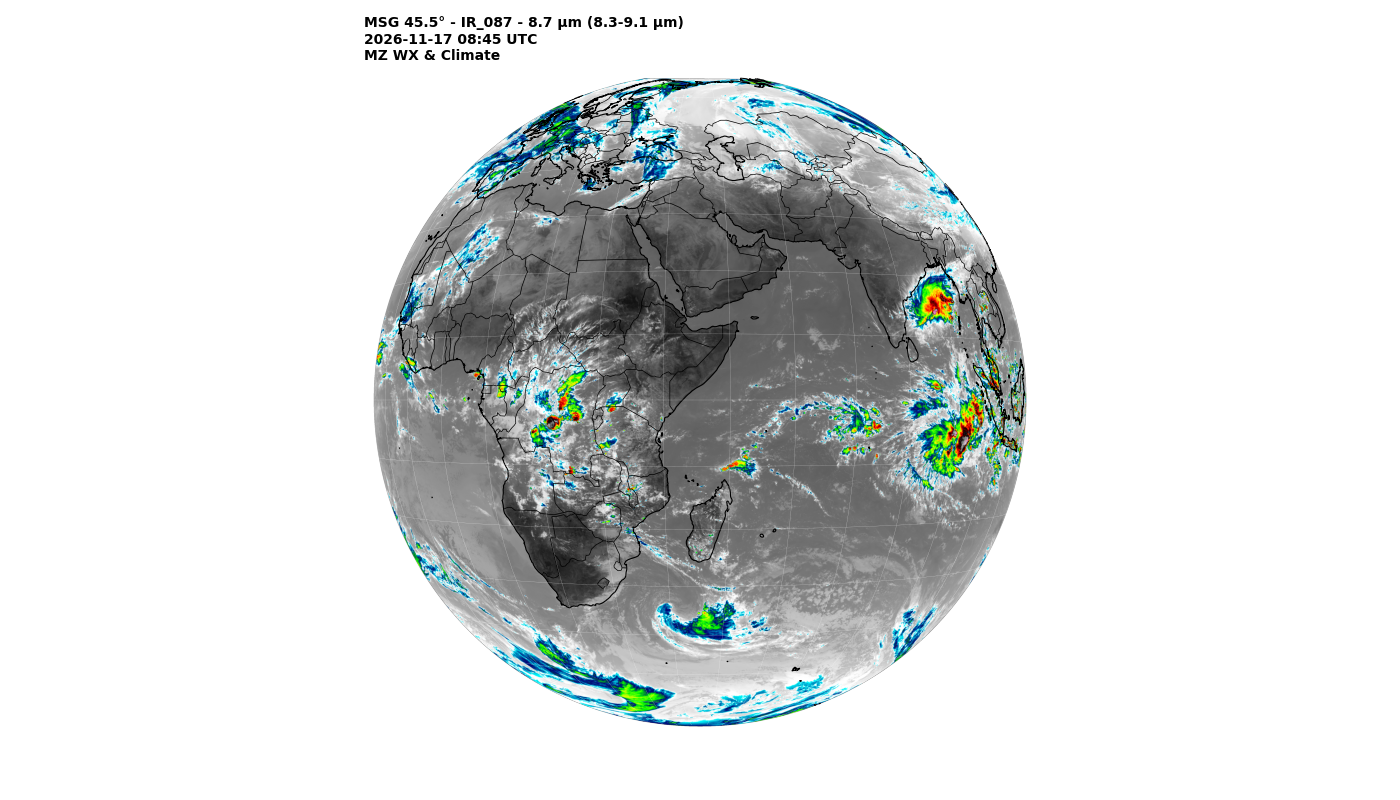 MSG 45.5° - IR_087 - 8.7 µm (8.3-9.1 µm)
2026-11-17 08:45 UTC
MZ WX & Climate